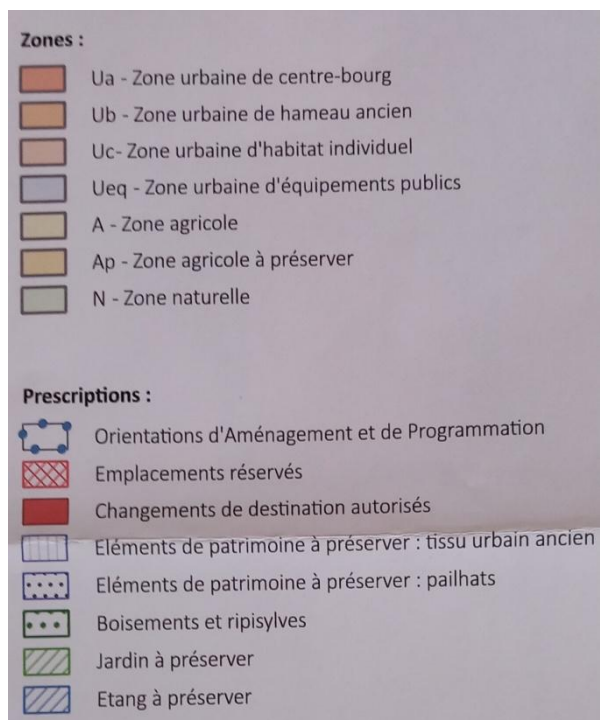 Zones :
Ua - Zone urbaine de centre-bourg
Ub - Zone urbaine de hameau ancien
Uc- Zone urbaine d'habitat individuel
Ueq - Zone urbaine d'équipements publics
A - Zone agricole
Ap - Zone agricole à préserver
N - Zone naturelle
Prescriptions :
Orientations d'Aménagement et de Programmation
Emplacements réservés
Changements de destination autorisés
Eléments de patrimoine à préserver : tissu urbain ancien
Eléments de patrimoine à préserver : pailhats
Boisements et ripisylves
Jardin à préserver
Etang à préserver